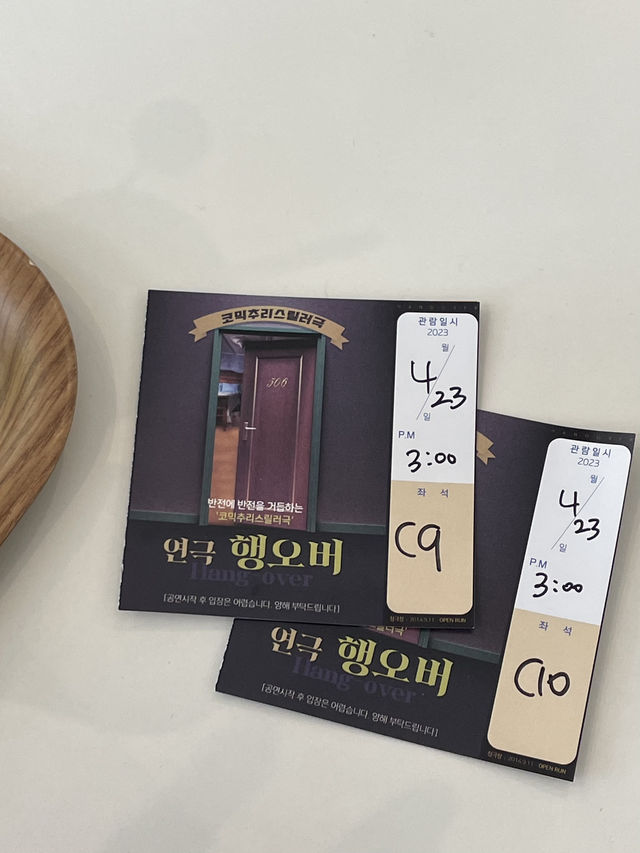 코믹추리스릴러극
306
반전에 반전을 거듭하는
'코믹추리스릴러극'
연극 행오버
Hang over
[공연시작 후 입장은 어렵습니다. 양해 부탁드립니다]
HANGOVER
관람일시
2023
월
4/23
일
P.M
3:00
좌 석
C9
OPEN RUN
연극 행오버
Hang over
[공연시작 후 입장은 어렵습니다. 양해 부탁드립니다]
HANGOVER
관람일시
2023
월
4/23
일
P.M
3:00
좌 석
C10
OPEN RUN